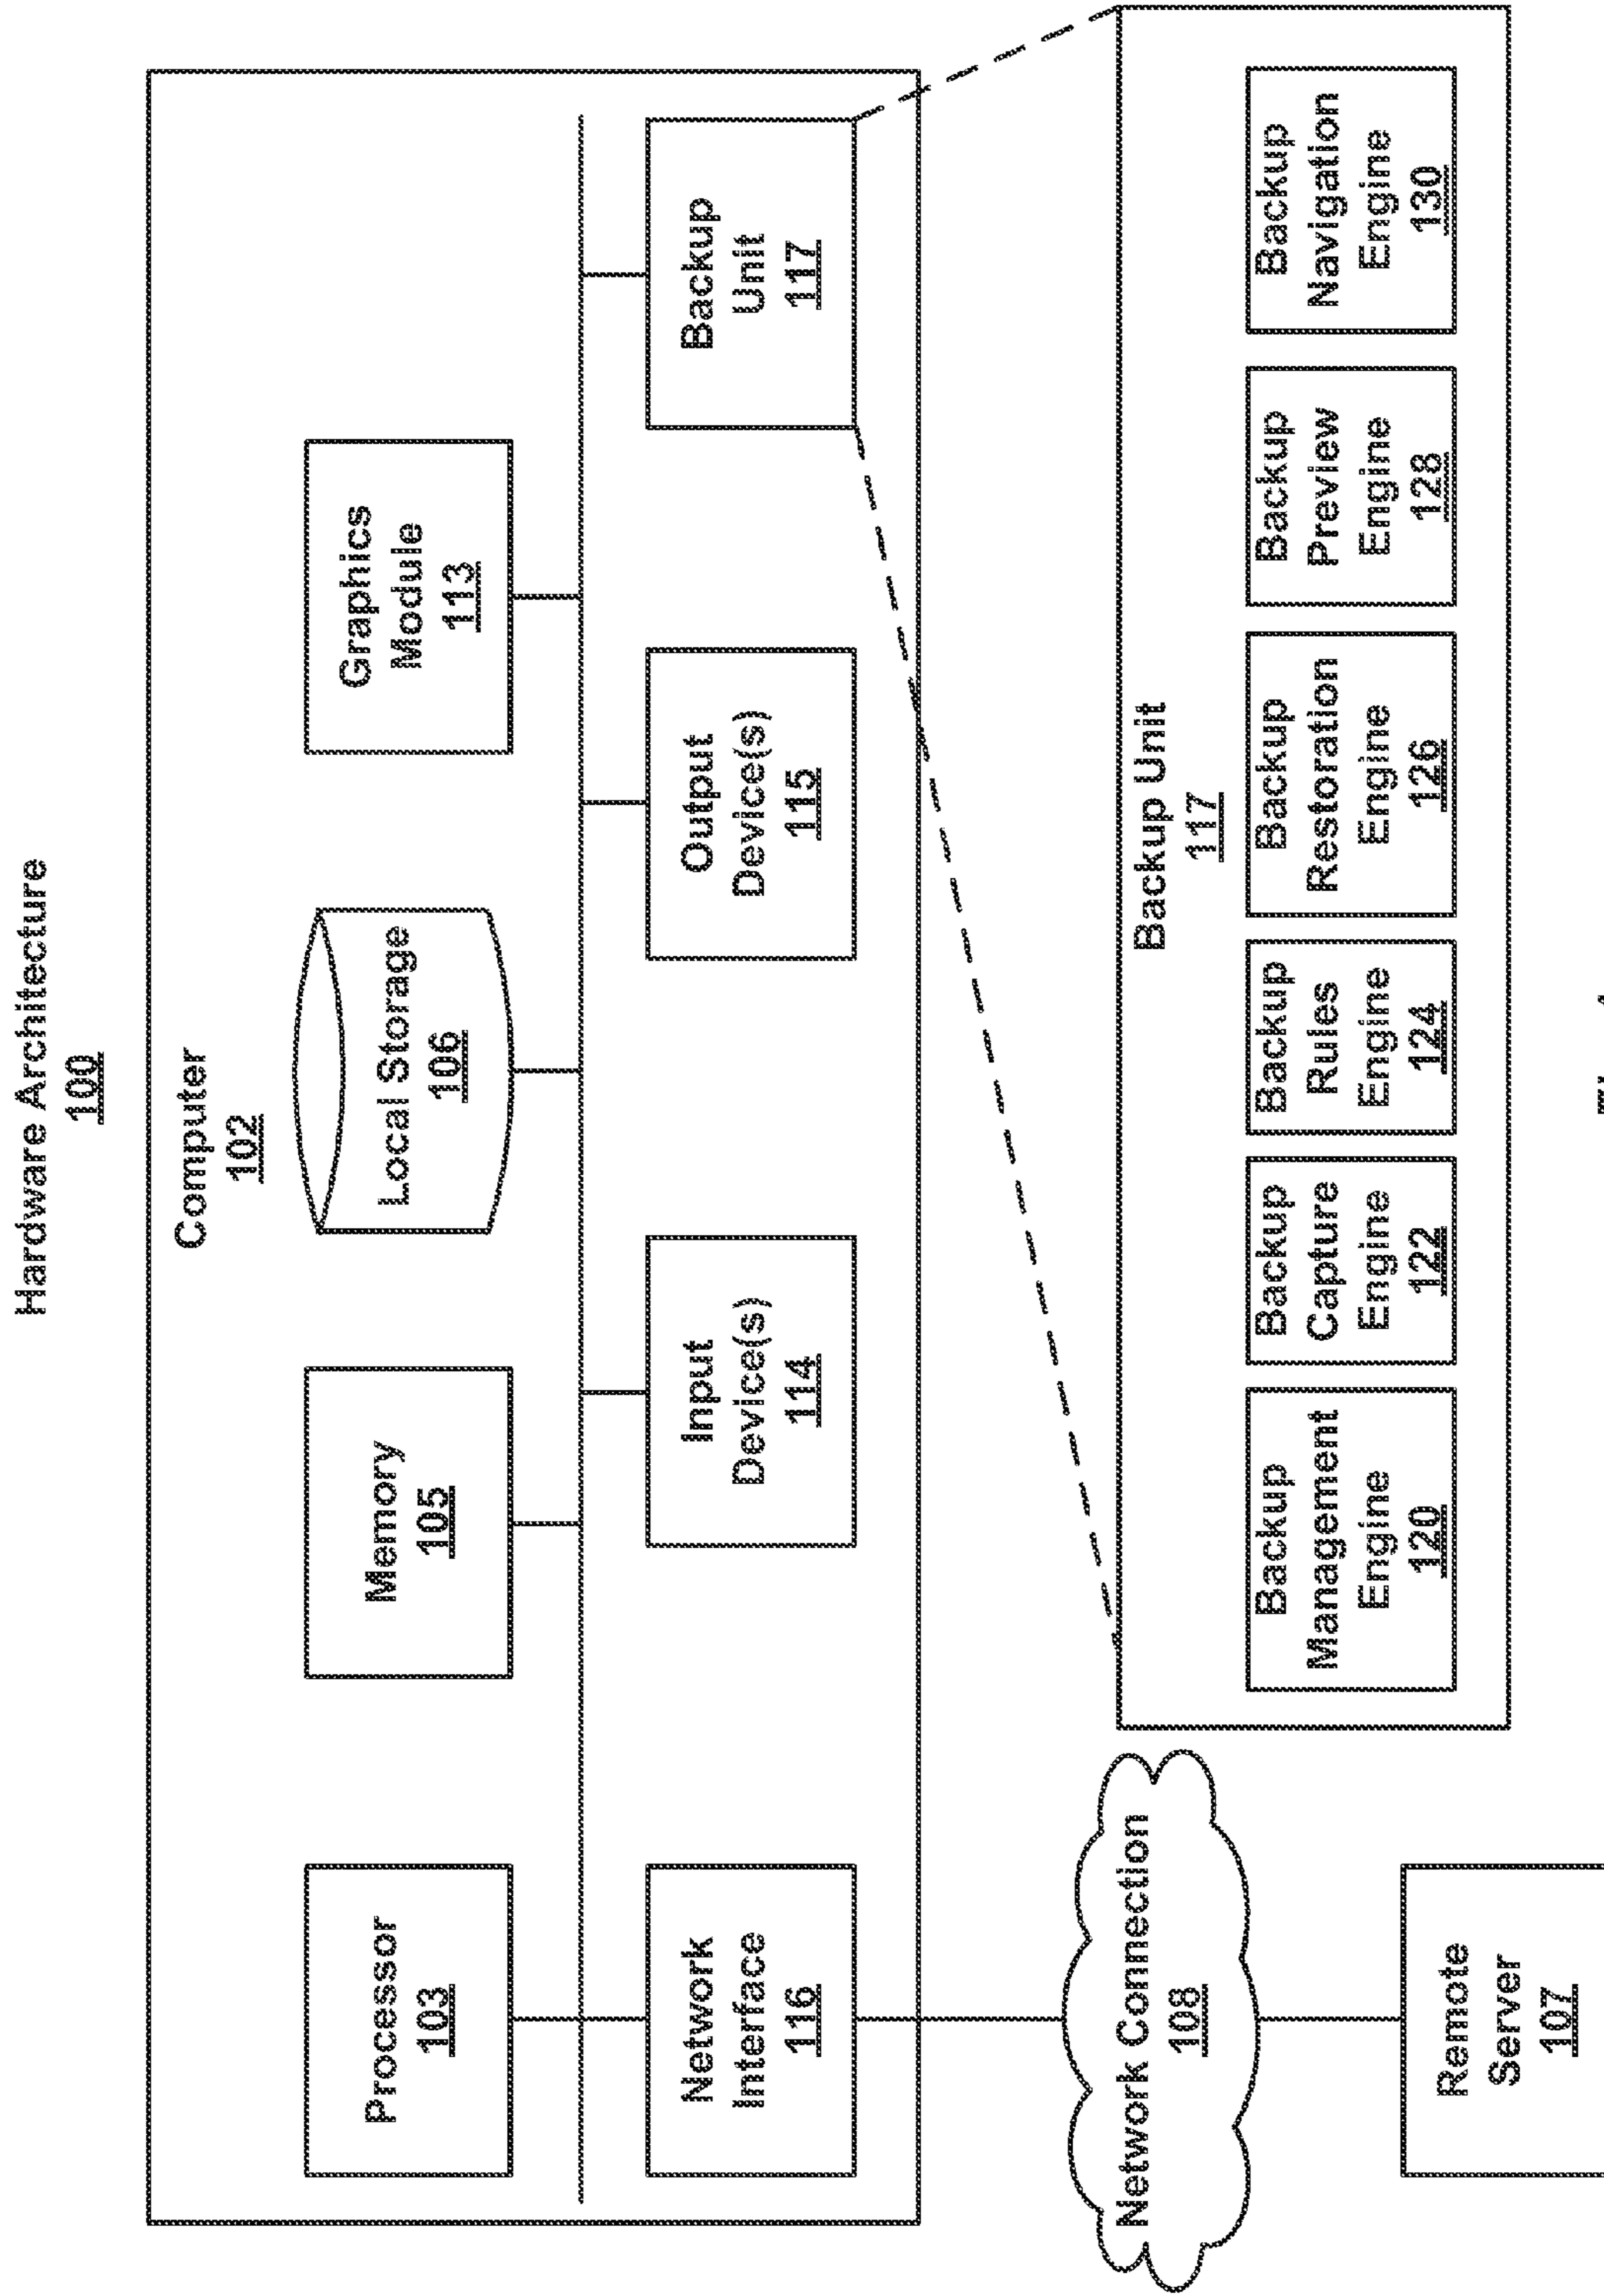 Hardware Architecture
100
Computer
102
Processor
103
Memory
105
Local Storage
106
Graphics
Module
113
Network
Interface
116
Input
Device(s)
114
Output
Device(s)
115
Backup
Unit
117
Network Connection
108
Remote
Server
107
Backup Unit
117
Backup
Management
Engine
120
Backup
Capture
Engine
122
Backup
Rules
Engine
124
Backup
Restoration
Engine
126
Backup
Preview
Engine
128
Backup
Navigation
Engine
130